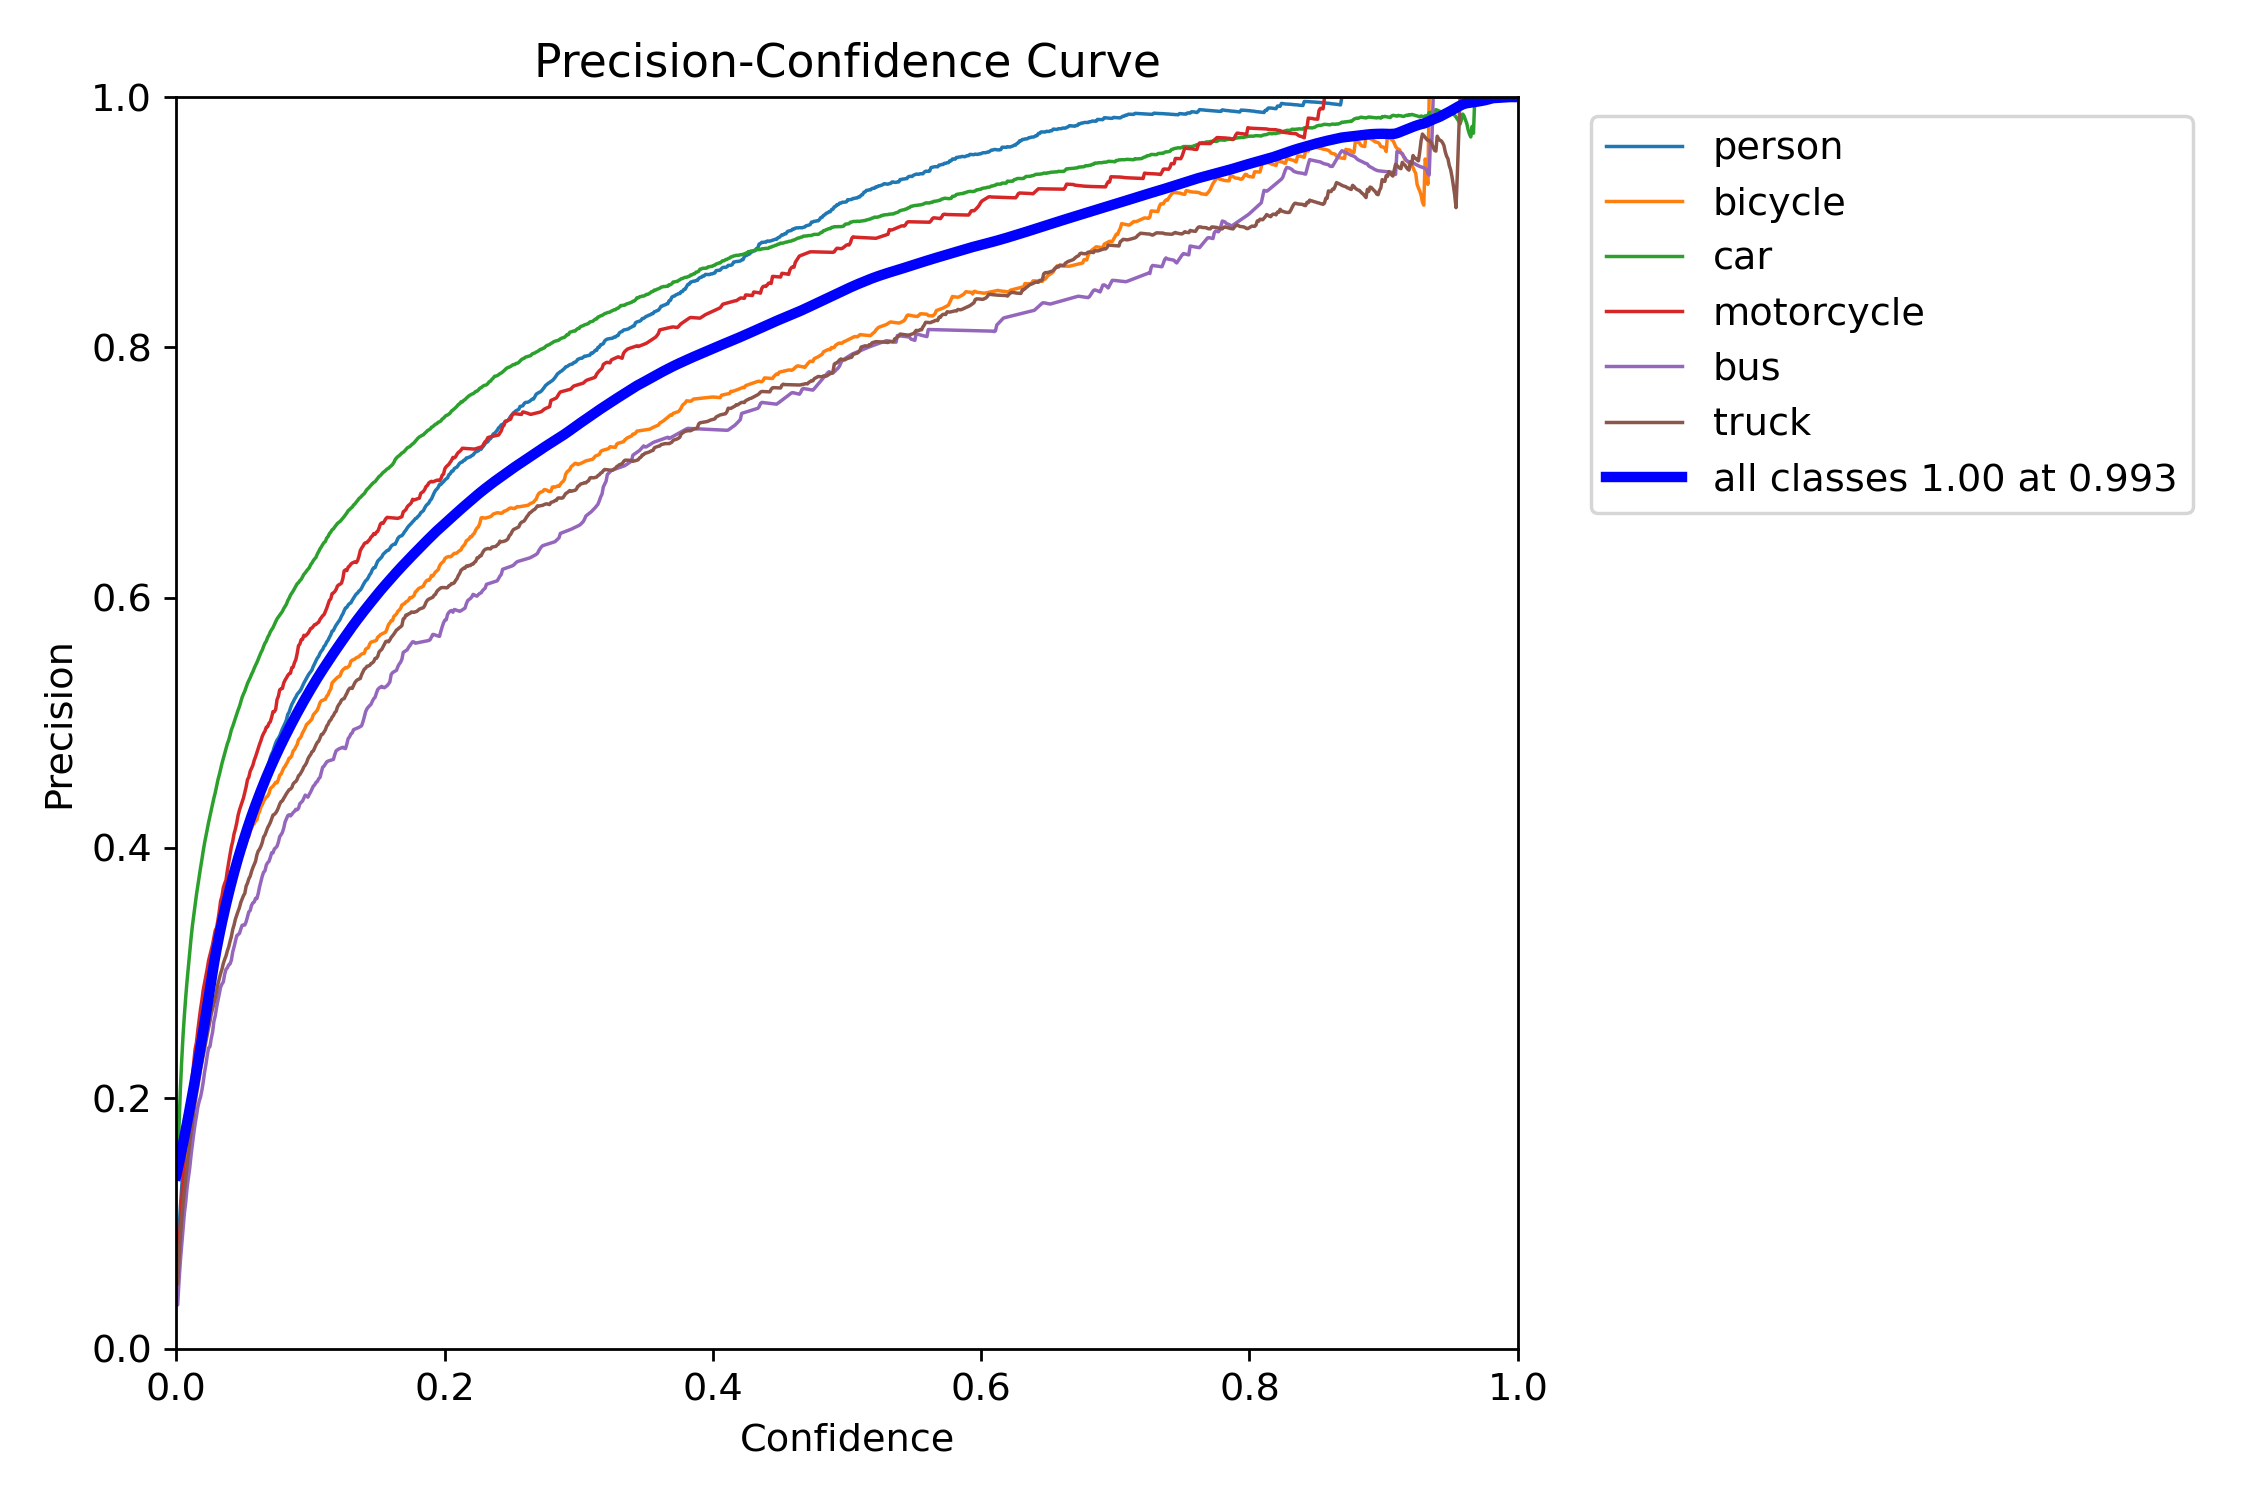 Precision-Confidence Curve
1.0
0.8
0.6
0.4
0.2
0.0
Precision
0.0 0.2 0.4 0.6 0.8 1.0
Confidence
person
bicycle
car
motorcycle
bus
truck
all classes 1.00 at 0.993